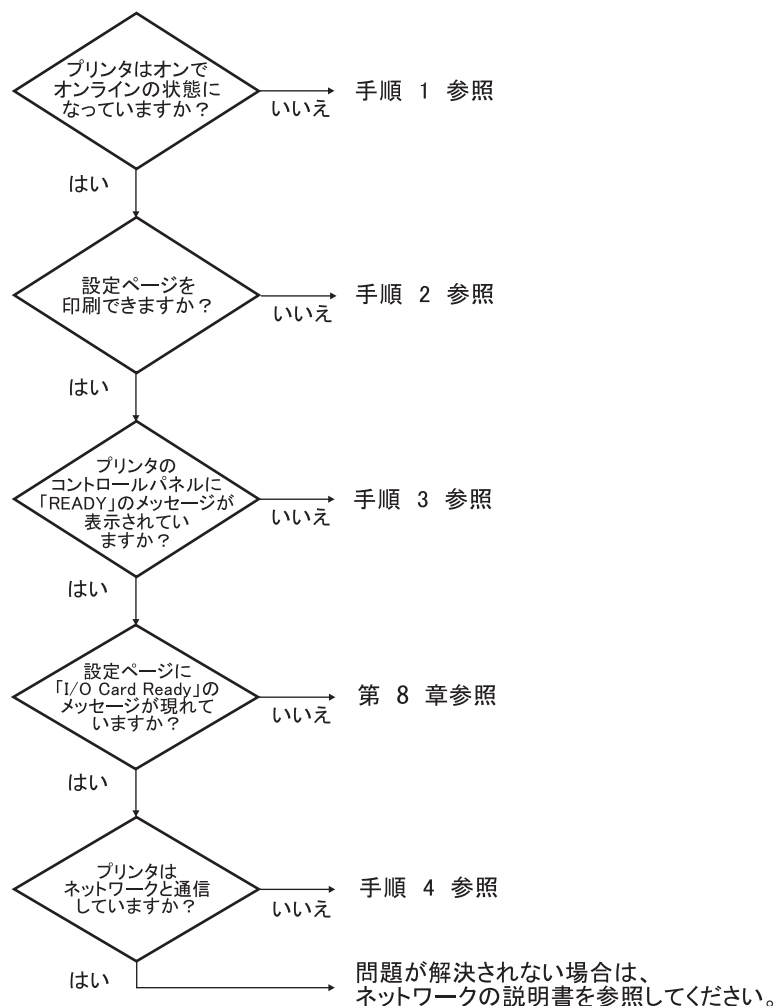 プリンタはオンで
オンラインの状態に
なっていますか？
いいえ
手順 1 参照
はい
設定ページを
印刷できますか？
いいえ
手順 2 参照
はい
プリンタの
コントロールパネルに
「READY」のメッセージが
表示されてい
ますか？
いいえ
手順 3 参照
はい
設定ページに
「I/O Card Ready」の
メッセージが現れて
いますか？
いいえ
第 8 章参照
はい
プリンタは
ネットワークと通信
していますか？
いいえ
手順 4 参照
はい
問題が解決されない場合は、
ネットワークの説明書を参照してください。